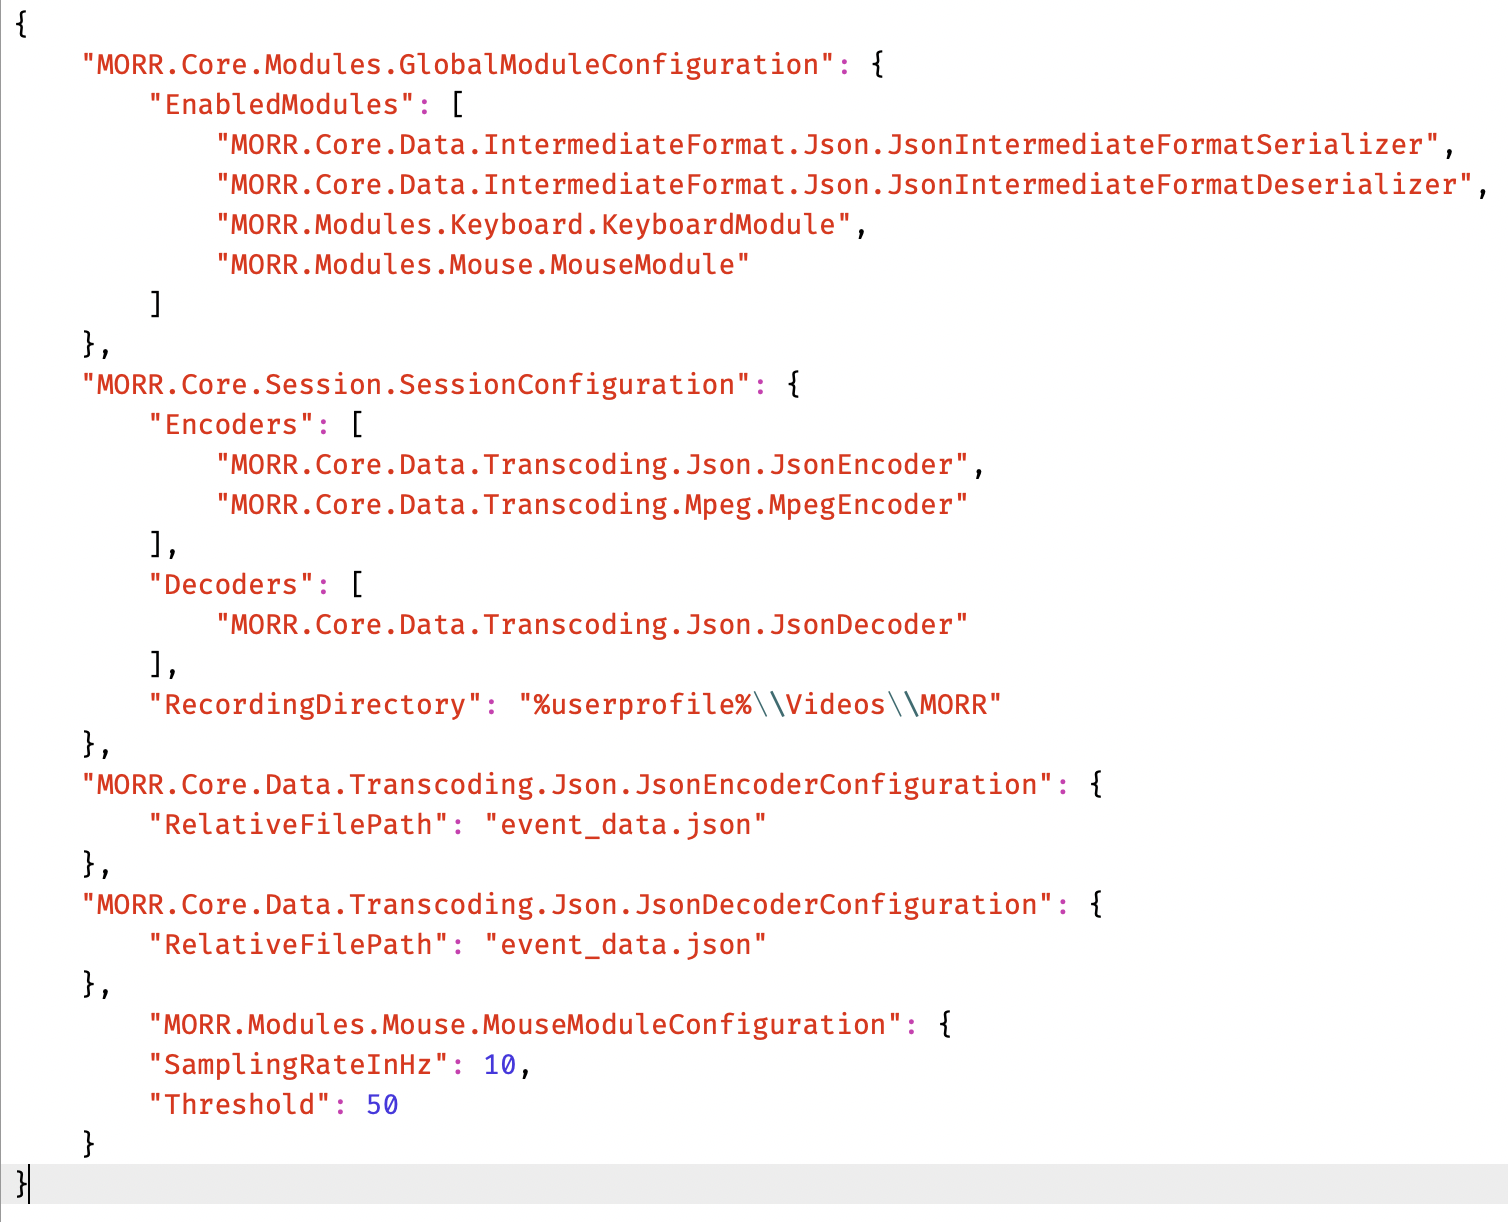 {
    "MORR.Core.Modules.GlobalModuleConfiguration": {
        "EnabledModules": [
            "MORR.Core.Data.IntermediateFormat.Json.JsonIntermediateFormatSerializer",
            "MORR.Core.Data.IntermediateFormat.Json.JsonIntermediateFormatDeserializer",
            "MORR.Modules.Keyboard.KeyboardModule",
            "MORR.Modules.Mouse.MouseModule"
        ]
    },
    "MORR.Core.Session.SessionConfiguration": {
        "Encoders": [
            "MORR.Core.Data.Transcoding.Json.JsonEncoder",
            "MORR.Core.Data.Transcoding.Mpeg.MpegEncoder"
        ],
        "Decoders": [
            "MORR.Core.Data.Transcoding.Json.JsonDecoder"
        ],
        "RecordingDirectory": "%userprofile%\\Videos\\MORR"
    },
    "MORR.Core.Data.Transcoding.Json.JsonEncoderConfiguration": {
        "RelativeFilePath": "event_data.json"
    },
    "MORR.Core.Data.Transcoding.Json.JsonDecoderConfiguration": {
        "RelativeFilePath": "event_data.json"
    },
        "MORR.Modules.Mouse.MouseModuleConfiguration": {
        "SamplingRateInHz": 10,
        "Threshold": 50
    }
}